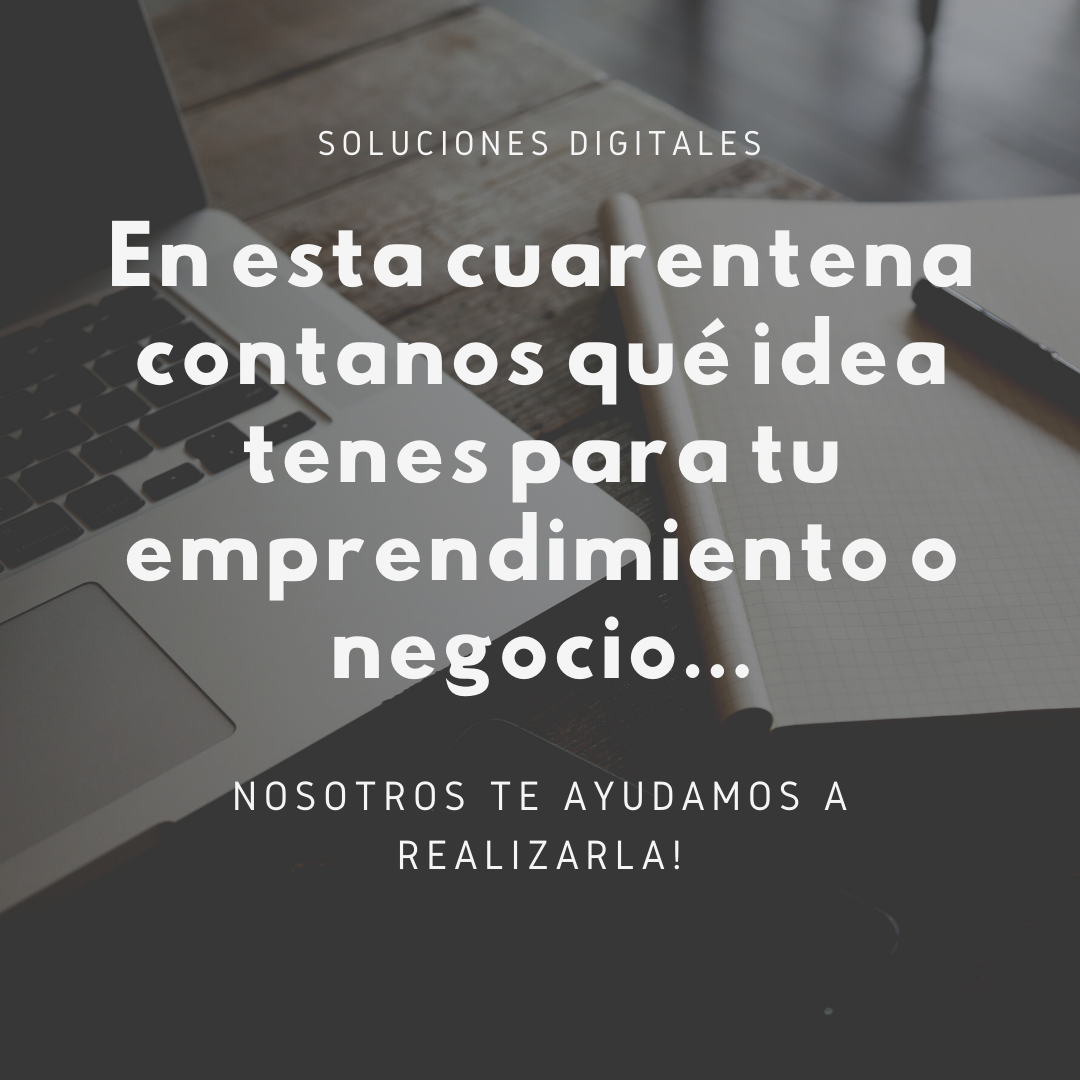 SOLUCIONES DIGITALES
En esta cuarentena
contanos qué idea
tenes para tu
emprendimiento o
negocio...
NOSOTROS TE AYUDAMOS A
REALIZARLA!